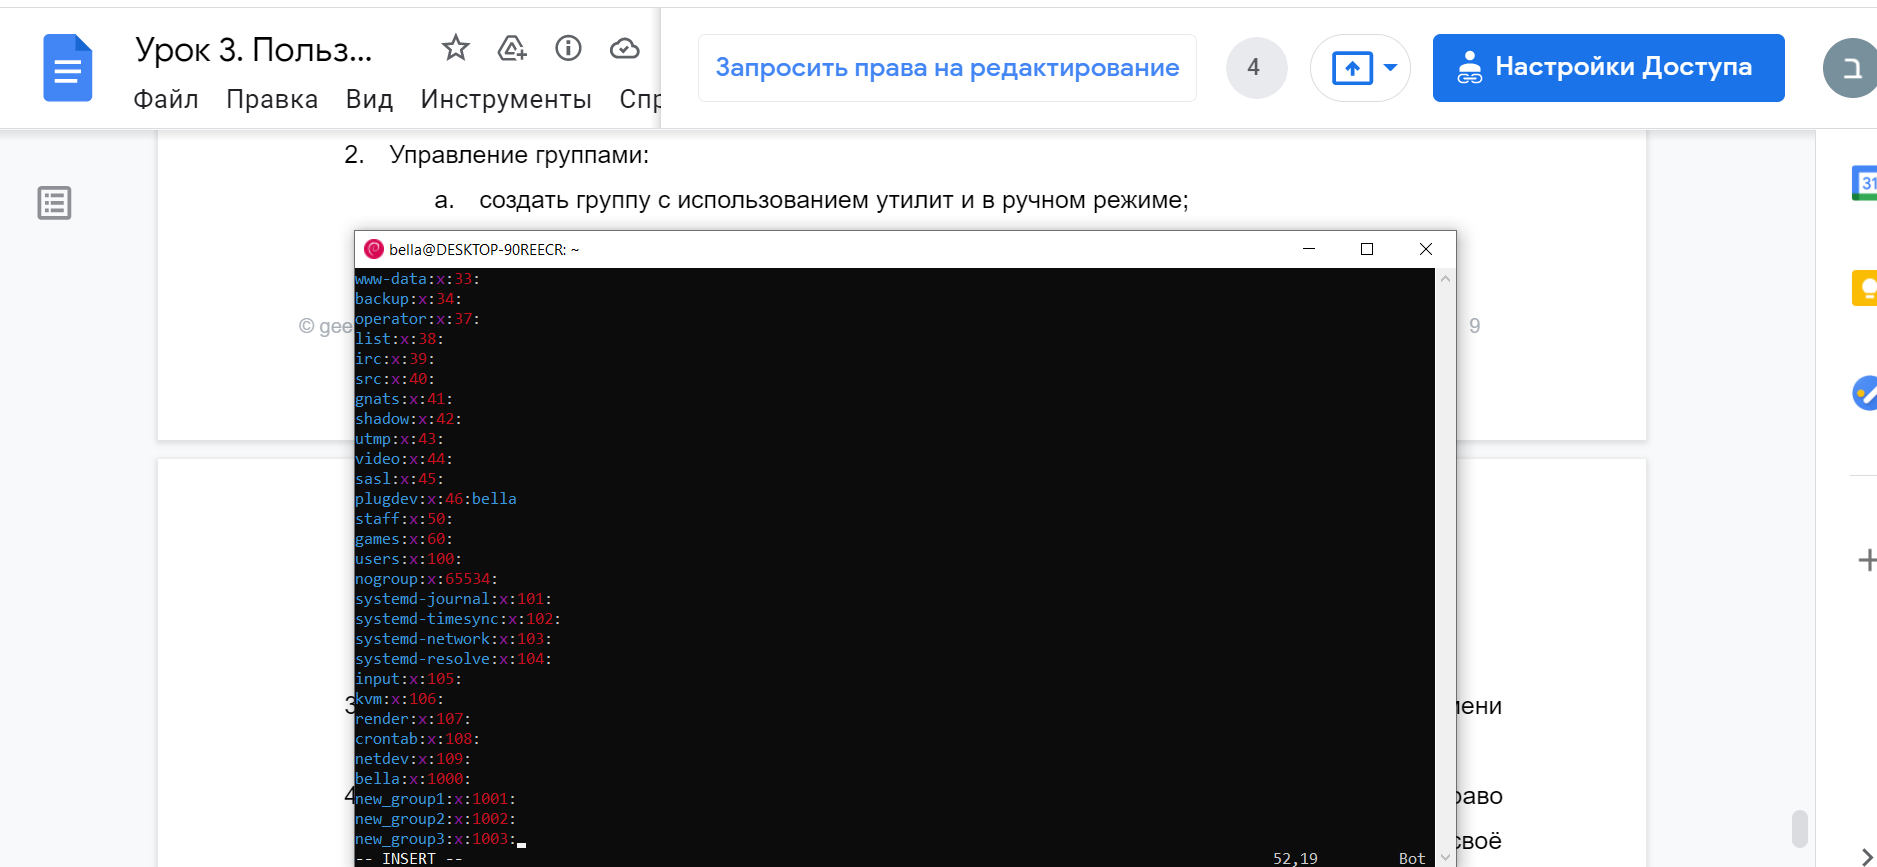 Урок 3. Польз...
Файл Правка Вид Инструменты Спр
Запросить права на редактирование
4
Настройки Доступа
ב
2. Управление группами:
a. создать группу с использованием утилит и в ручном режиме;
31
bella@DESKTOP-90REECR: ~
© gee
9
www-data:x:33:
backup:x:34:
operator:x:37:
list:x:38:
irc:x:39:
src:x:40:
gnats:x:41:
shadow:x:42:
utmp:x:43:
video:x:44:
sasl:x:45:
plugdev:x:46:bella
staff:x:50:
games:x:60:
users:x:100:
nogroup:x:65534:
systemd-journal:x:101:
systemd-timesync:x:102:
systemd-network:x:103:
systemd-resolve:x:104:
input:x:105:
kvm:x:106:
render:x:107:
crontab:x:108:
netdev:x:109:
bella:x:1000:
new_group1:x:1001:
new_group2:x:1002:
new_group3:x:1003:
-- INSERT -- 52,19 Bot
3
мени
4
раво
своё